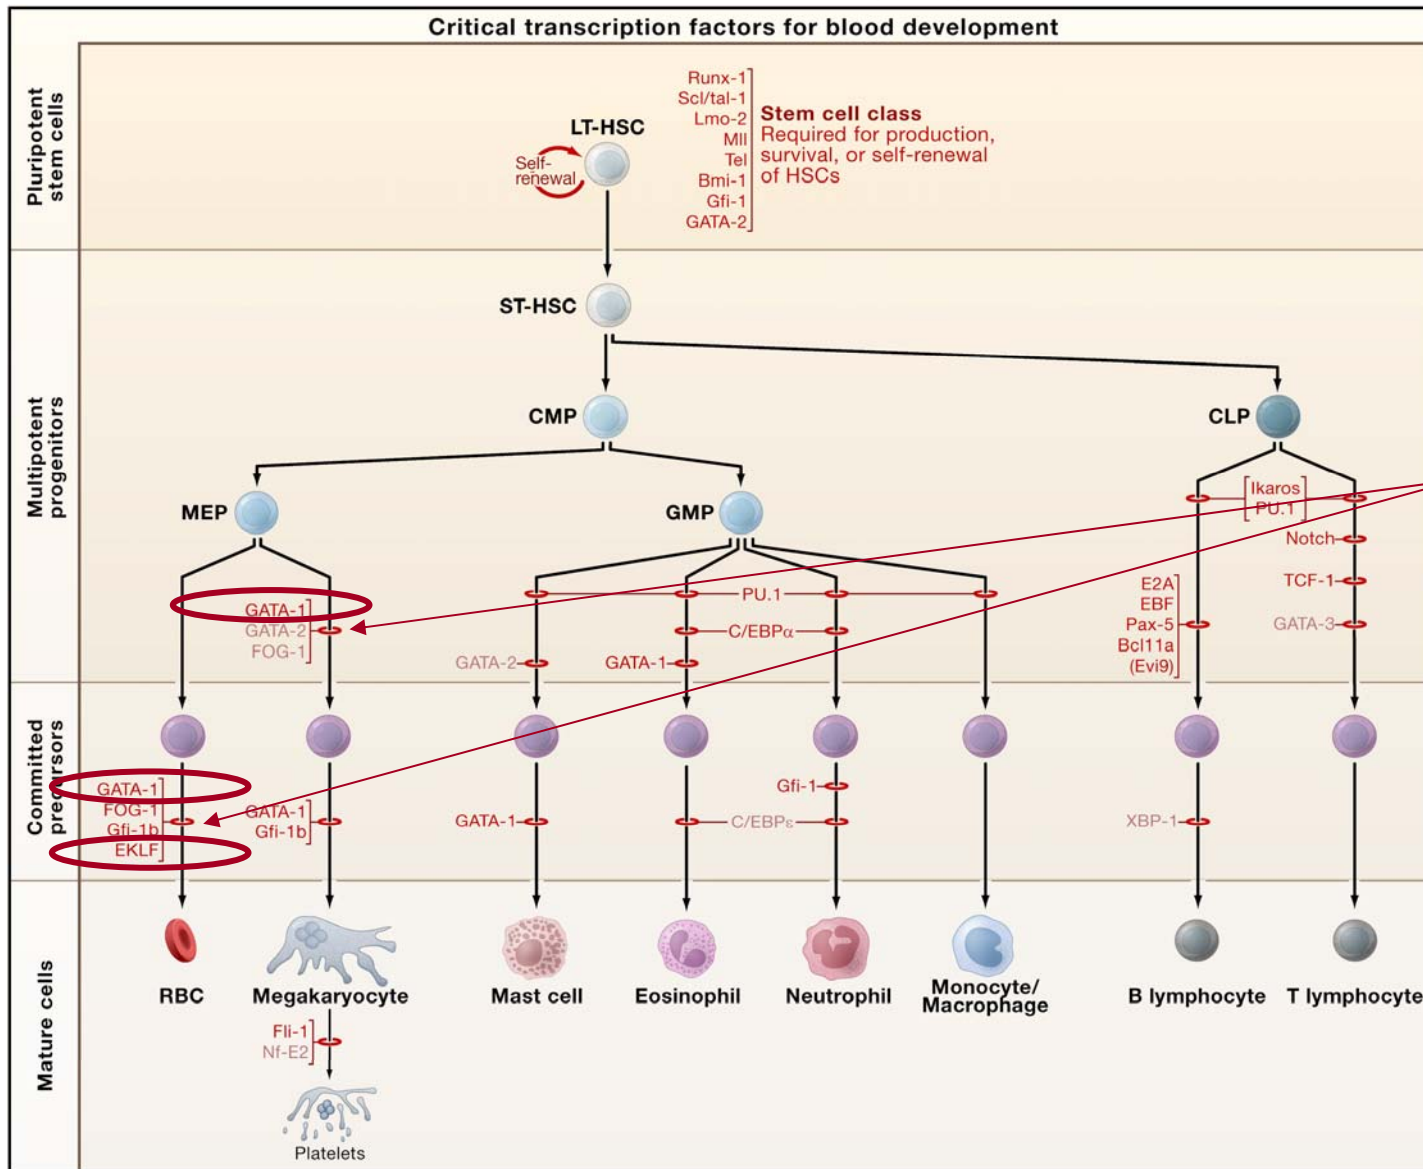 Critical transcription factors for blood development
Pluripotent
stem cells
LT-HSC
Self-
renewal
Runx-1
Scl/tal-1
Lmo-2
Mll
Tel
Bmi-1
Gfi-1
GATA-2
Stem cell class
Required for production,
survival, or self-renewal
of HSCs
Multipotent
progenitors
ST-HSC
CMP
CLP
MEP
GMP
Ikaros
PU.1
Notch
TCF-1
GATA-3
E2A
EBF
Pax-5
Bcl11a
(Evi9)
GATA-1
GATA-2
FOG-1
PU.1
C/EBPα
GATA-2
GATA-1
Committed
precursors
GATA-1
FOG-1
Gfi-1b
EKLF
GATA-1
Gfi-1b
GATA-1
Gfi-1
C/EBPε
XBP-1
Mature cells
RBC
Megakaryocyte
Mast cell
Eosinophil
Neutrophil
Monocyte/
Macrophage
B lymphocyte
T lymphocyte
Fli-1
Nf-E2
Platelets